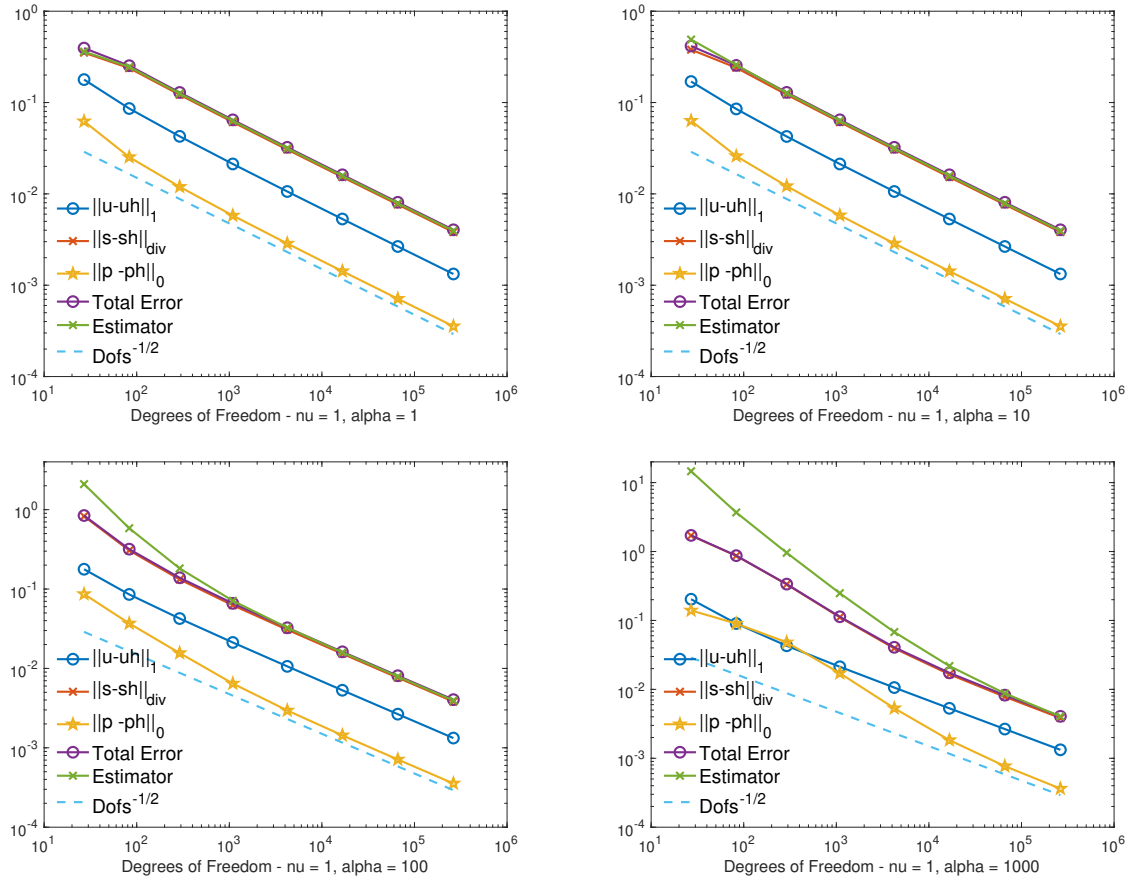 10^0
10^-1
10^-2
10^-3
10^-4
||u-uh||_1
||s-sh||_div
||p -ph||_0
Total Error
Estimator
Dofs^-1/2
10^1 10^2 10^3 10^4 10^5 10^6
Degrees of Freedom - nu = 1, alpha = 1
10^0
10^-1
10^-2
10^-3
10^-4
||u-uh||_1
||s-sh||_div
||p -ph||_0
Total Error
Estimator
Dofs^-1/2
10^1 10^2 10^3 10^4 10^5 10^6
Degrees of Freedom - nu = 1, alpha = 10
10^0
10^-1
10^-2
10^-3
10^-4
||u-uh||_1
||s-sh||_div
||p -ph||_0
Total Error
Estimator
Dofs^-1/2
10^1 10^2 10^3 10^4 10^5 10^6
Degrees of Freedom - nu = 1, alpha = 100
10^1
10^0
10^-1
10^-2
10^-3
10^-4
||u-uh||_1
||s-sh||_div
||p -ph||_0
Total Error
Estimator
Dofs^-1/2
10^1 10^2 10^3 10^4 10^5 10^6
Degrees of Freedom - nu = 1, alpha = 1000